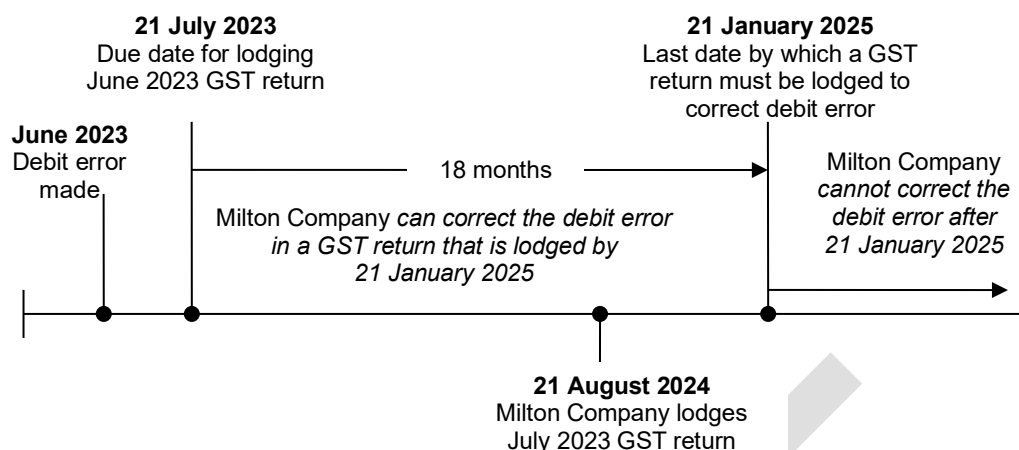 21 July 2023
Due date for lodging
June 2023 GST return
21 January 2025
Last date by which a GST
return must be lodged to
correct debit error
June 2023
Debit error
made
18 months
Milton Company
cannot correct the
debit error after
21 January 2025
Milton Company can correct the debit error
in a GST return that is lodged by
21 January 2025
21 August 2024
Milton Company lodges
July 2023 GST return